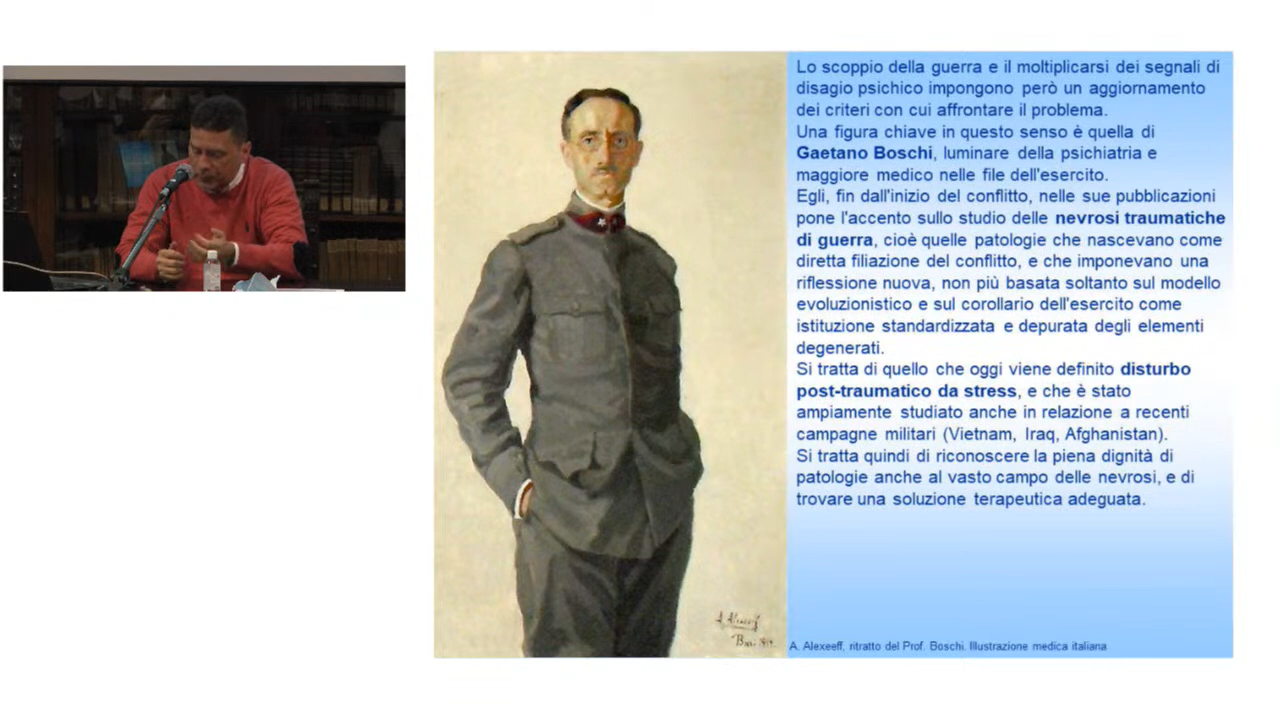 Lo scoppio della guerra e il moltiplicarsi dei segnali di
disagio psichico impongono però un aggiornamento
dei criteri con cui affrontare il problema.
Una figura chiave in questo senso è quella di
Gaetano Boschi, luminare della psichiatria e
maggiore medico nelle file dell'esercito.
Egli, fin dall'inizio del conflitto, nelle sue pubblicazioni
pone l'accento sullo studio delle nevrosi traumatiche
di guerra, cioè quelle patologie che nascevano come
diretta filiazione del conflitto, e che imponevano una
riflessione nuova, non più basata soltanto sul modello
evoluzionistico e sul corollario dell'esercito come
istituzione standardizzata e depurata degli elementi
degenerati.
Si tratta di quello che oggi viene definito disturbo
post-traumatico da stress, e che è stato
ampiamente studiato anche in relazione a recenti
campagne militari (Vietnam, Iraq, Afghanistan).
Si tratta quindi di riconoscere la piena dignità di
patologie anche al vasto campo delle nevrosi, e di
trovare una soluzione terapeutica adeguata.
A. Alexeeff, ritratto del Prof. Boschi. Illustrazione medica italiana